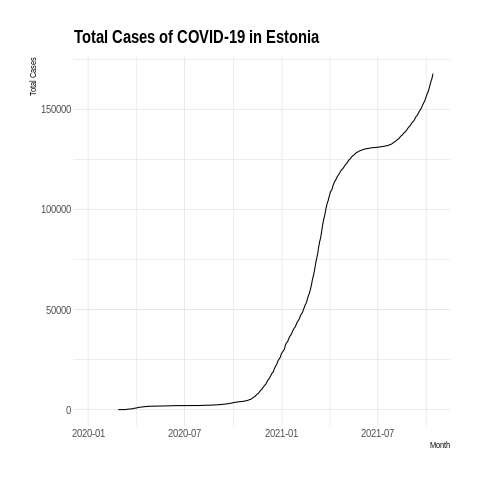 Total Cases of COVID-19 in Estonia
Total Cases
150000
100000
50000
0
2020-01 2020-07 2021-01 2021-07
Month